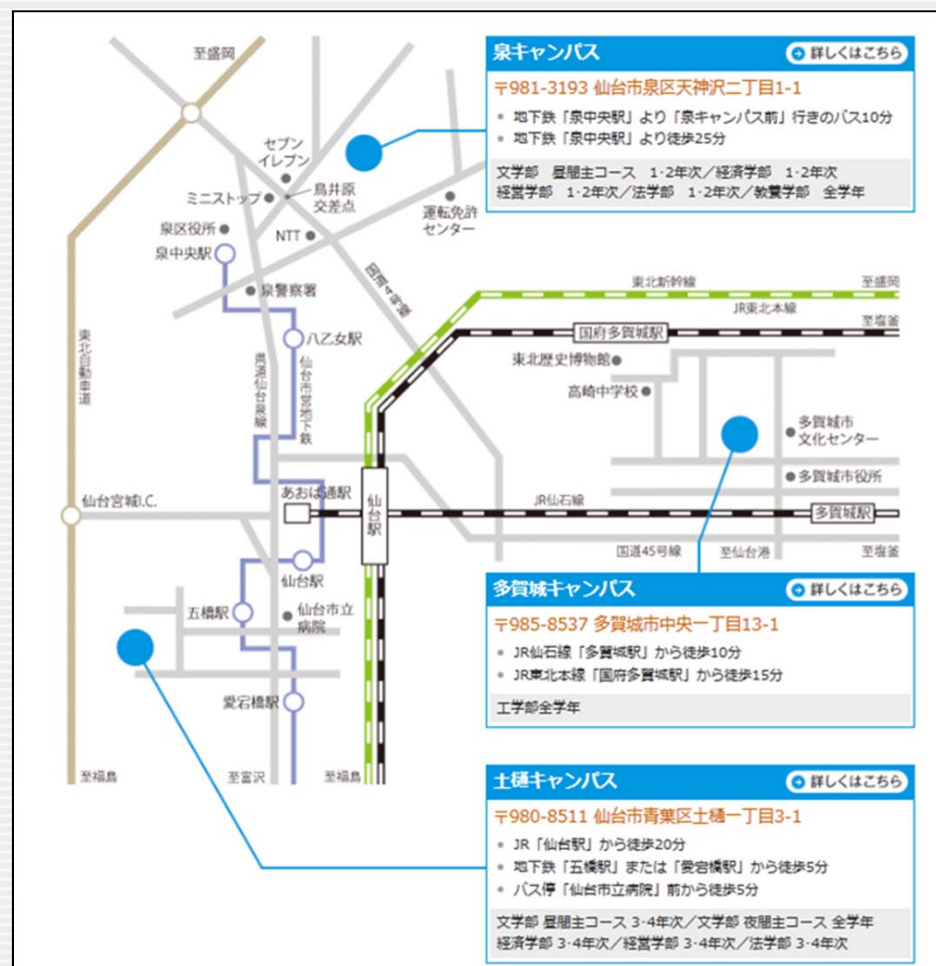 至盛岡
セブン
イレブン
ミニストップ
鳥井原
交差点
泉区役所
NTT
運転免許
センター
泉中央駅
泉警察署
国道4号線
八乙女駅
東北自動車道
県道仙台泉線
仙台市営地下鉄
東北新幹線
至盛岡
JR東北本線
至塩釜
国府多賀城駅
東北歴史博物館
高崎中学校
多賀城市
文化センター
多賀城市役所
仙台宮城I.C.
あおば通駅
仙台駅
JR仙石線
多賀城駅
国道45号線
至仙台港
至塩釜
仙台駅
五橋駅
仙台市立
病院
愛宕橋駅
至福島
至富沢
至福島
泉キャンパス
詳しくはこちら
〒981-3193 仙台市泉区天神沢二丁目1-1
• 地下鉄「泉中央駅」より「泉キャンパス前」行きのバス10分
• 地下鉄「泉中央駅」より徒歩25分
文学部 昼間主コース 1･2年次／経済学部 1･2年次
経営学部 1･2年次／法学部 1･2年次／教養学部 全学年
多賀城キャンパス
詳しくはこちら
〒985-8537 多賀城市中央一丁目13-1
• JR仙石線「多賀城駅」から徒歩10分
• JR東北本線「国府多賀城駅」から徒歩15分
工学部全学年
土樋キャンパス
詳しくはこちら
〒980-8511 仙台市青葉区土樋一丁目3-1
• JR「仙台駅」から徒歩20分
• 地下鉄「五橋駅」または「愛宕橋駅」から徒歩5分
• バス停「仙台市立病院」前から徒歩5分
文学部 昼間主コース 3･4年次／文学部 夜間主コース 全学年
経済学部 3･4年次／経営学部 3･4年次／法学部 3･4年次